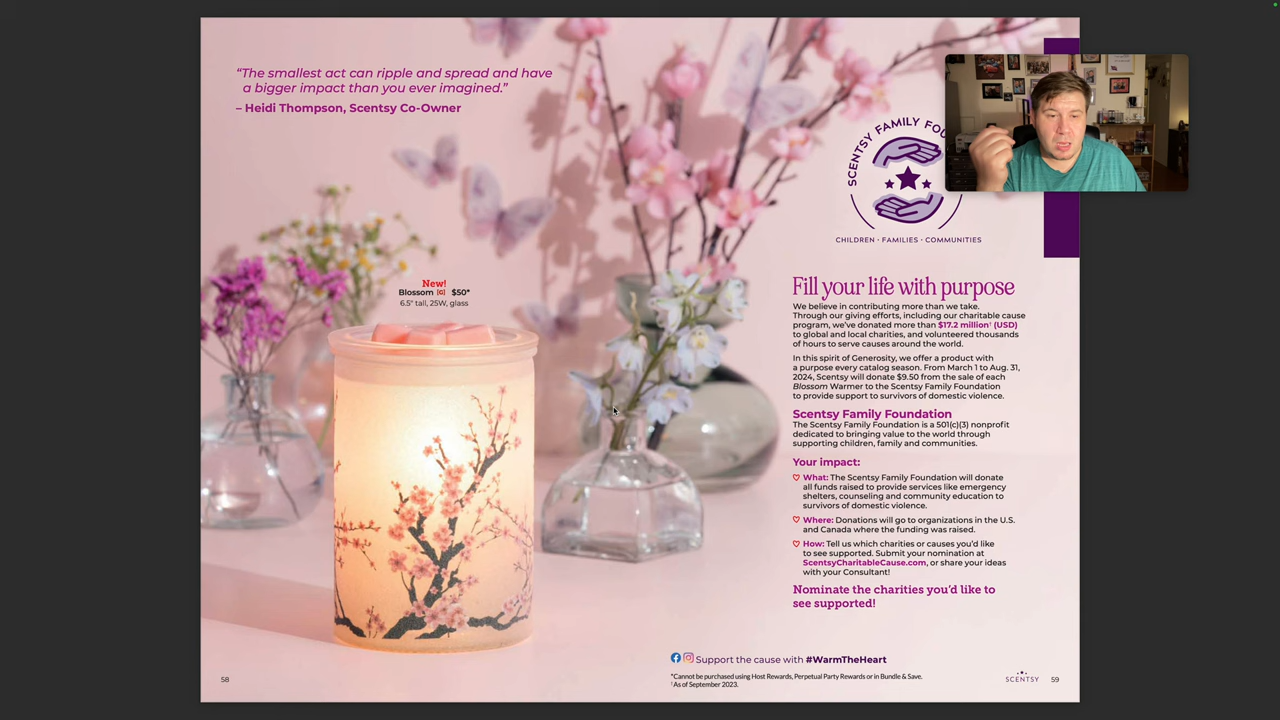 “The smallest act can ripple and spread and have
a bigger impact than you ever imagined.”
– Heidi Thompson, Scentsy Co-Owner
SCENTSY FAMILY
CHILDREN · FAMILIES · COMMUNITIES
New!
Blossom [G] $50*
6.5" tall, 25W, glass
Fill your life with purpose
We believe in contributing more than we take.
Through our giving efforts, including our charitable cause
program, we’ve donated more than $17.2 million† (USD)
to global and local charities, and volunteered thousands
of hours to serve causes around the world.
In this spirit of Generosity, we offer a product with
a purpose every catalog season. From March 1 to Aug. 31,
2024, Scentsy will donate $9.50 from the sale of each
Blossom Warmer to the Scentsy Family Foundation
to provide support to survivors of domestic violence.
Scentsy Family Foundation
The Scentsy Family Foundation is a 501(c)(3) nonprofit
dedicated to bringing value to the world through
supporting children, family and communities.
Your impact:
What: The Scentsy Family Foundation will donate
all funds raised to provide services like emergency
shelters, counseling and community education to
survivors of domestic violence.
Where: Donations will go to organizations in the U.S.
and Canada where the funding was raised.
How: Tell us which charities or causes you’d like
to see supported. Submit your nomination at
ScentsyCharitableCause.com, or share your ideas
with your Consultant!
Nominate the charities you’d like to
see supported!
Support the cause with #WarmTheHeart
*Cannot be purchased using Host Rewards, Perpetual Party Rewards or in Bundle & Save.
†As of September 2023.
58
SCENTSY 59